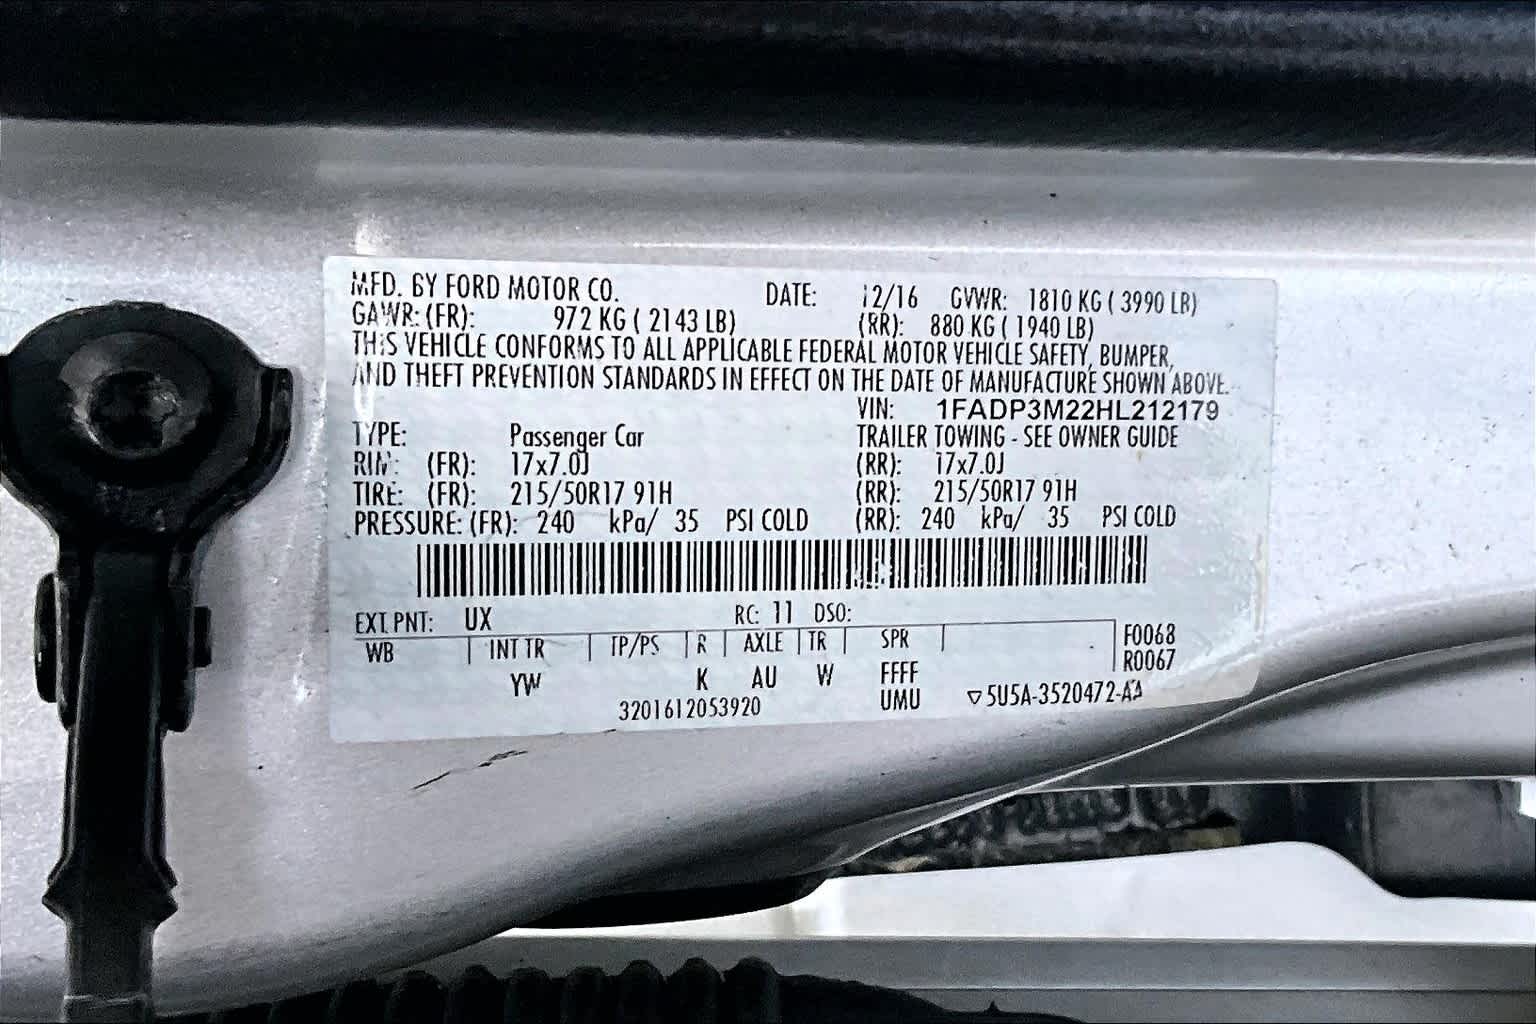 MFD. BY FORD MOTOR CO. DATE: 12/16 GVWR: 1810 KG ( 3990 LB)
GAWR: (FR): 972 KG ( 2143 LB) (RR): 880 KG ( 1940 LB)
THIS VEHICLE CONFORMS TO ALL APPLICABLE FEDERAL MOTOR VEHICLE SAFETY, BUMPER,
AND THEFT PREVENTION STANDARDS IN EFFECT ON THE DATE OF MANUFACTURE SHOWN ABOVE.
VIN: 1FADP3M22HL212179
TYPE: Passenger Car TRAILER TOWING - SEE OWNER GUIDE
RIM: (FR): 17x7.0J (RR): 17x7.0J
TIRE: (FR): 215/50R17 91H (RR): 215/50R17 91H
PRESSURE: (FR): 240 kPa/ 35 PSI COLD (RR): 240 kPa/ 35 PSI COLD
EXT PNT: UX RC: 11 DSO:
WB | INT TR | TP/PS | R | AXLE | TR | SPR | F0068
R0067
YW K AU W FFFF
3201612053920 UMU ▽5U5A-3520472-AA